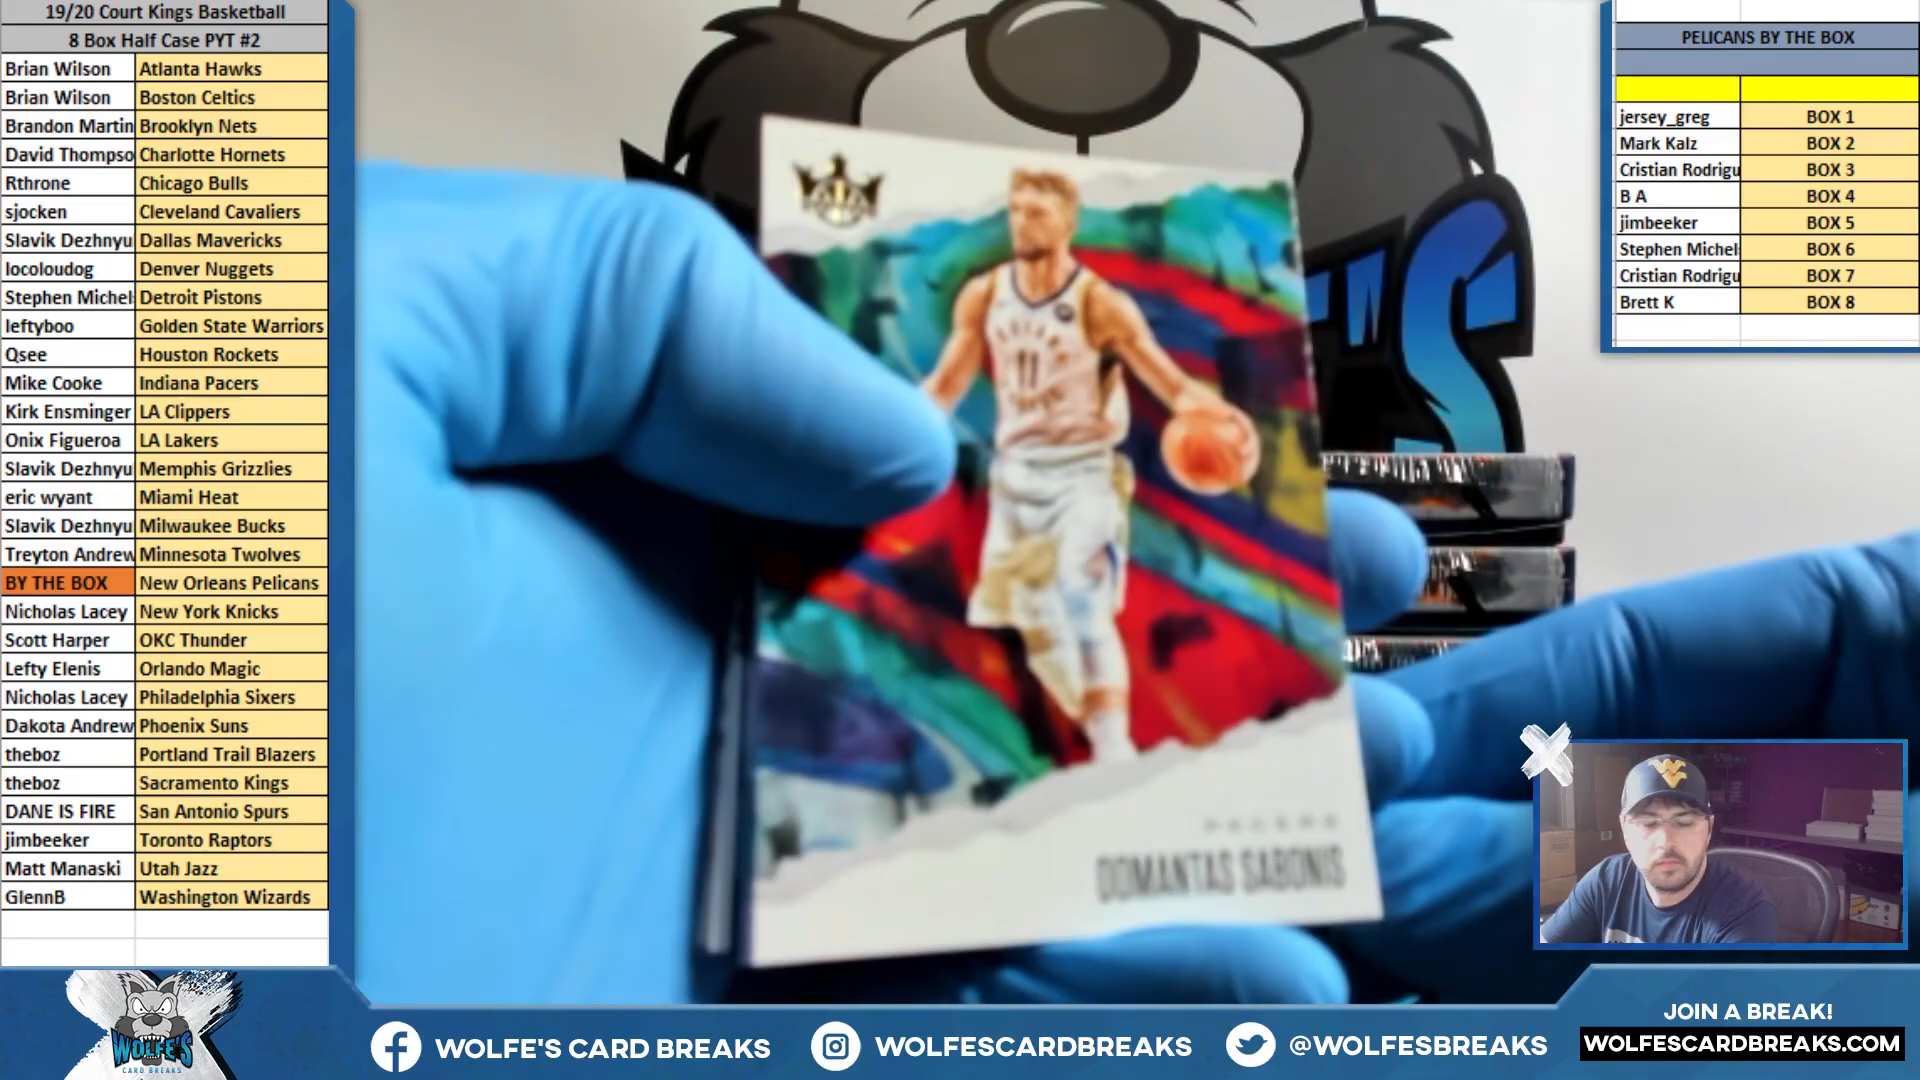 19/20 Court Kings Basketball
8 Box Half Case PYT #2
Brian Wilson Atlanta Hawks
Brian Wilson Boston Celtics
Brandon Martin Brooklyn Nets
David Thompso Charlotte Hornets
Rthrone Chicago Bulls
sjocken Cleveland Cavaliers
Slavik Dezhnyu Dallas Mavericks
locoloudog Denver Nuggets
Stephen Michel Detroit Pistons
leftyboo Golden State Warriors
Qsee Houston Rockets
Mike Cooke Indiana Pacers
Kirk Ensminger LA Clippers
Onix Figueroa LA Lakers
Slavik Dezhnyu Memphis Grizzlies
eric wyant Miami Heat
Slavik Dezhnyu Milwaukee Bucks
Treyton Andrew Minnesota Twolves
BY THE BOX New Orleans Pelicans
Nicholas Lacey New York Knicks
Scott Harper OKC Thunder
Lefty Elenis Orlando Magic
Nicholas Lacey Philadelphia Sixers
Dakota Andrew Phoenix Suns
theboz Portland Trail Blazers
theboz Sacramento Kings
DANE IS FIRE San Antonio Spurs
jimbeeker Toronto Raptors
Matt Manaski Utah Jazz
GlennB Washington Wizards
PELICANS BY THE BOX
jersey_greg BOX 1
Mark Kalz BOX 2
Cristian Rodrigu BOX 3
B A BOX 4
jimbeeker BOX 5
Stephen Michel BOX 6
Cristian Rodrigu BOX 7
Brett K BOX 8
'S
11
PACERS
DOMANTAS SABONIS
WOLFE'S
CARD BREAKS
WOLFE'S CARD BREAKS
WOLFESCARDBREAKS
@WOLFESBREAKS
JOIN A BREAK!
WOLFESCARDBREAKS.COM